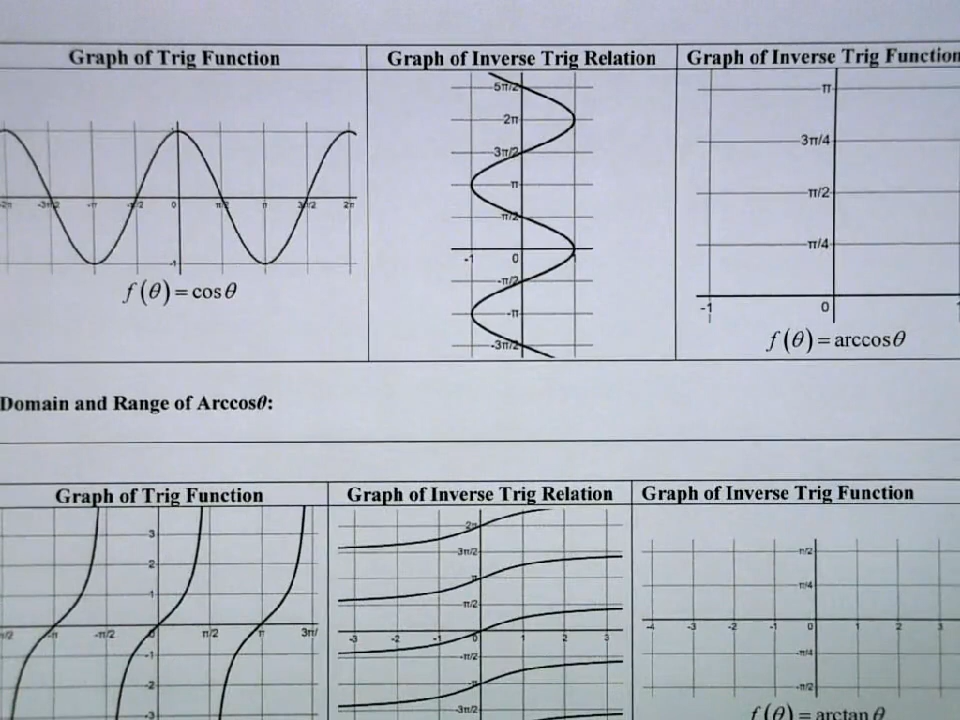 Graph of Trig Function
Graph of Inverse Trig Relation
Graph of Inverse Trig Function
-2π -3π/2 -π -π/2 0 π/2 π 3π/2 2π
-1
f(θ)=cosθ
5π/2
2π
3π/2
π
π/2
-1 0
-π/2
-π
-3π/2
π
3π/4
π/2
π/4
-1 0 1
f(θ)=arccosθ
Domain and Range of Arccosθ:
Graph of Trig Function
Graph of Inverse Trig Relation
Graph of Inverse Trig Function
3
2
1
-π -π/2 0 π/2 π
-1
-2
-3
2π
3π/2
π
π/2
-3 -2 -1 0 1 2 3
-π/2
-π
-3π/2
π/2
π/4
-4 -3 -2 -1 0 1 2 3
-π/4
-π/2
f(θ)=arctanθ